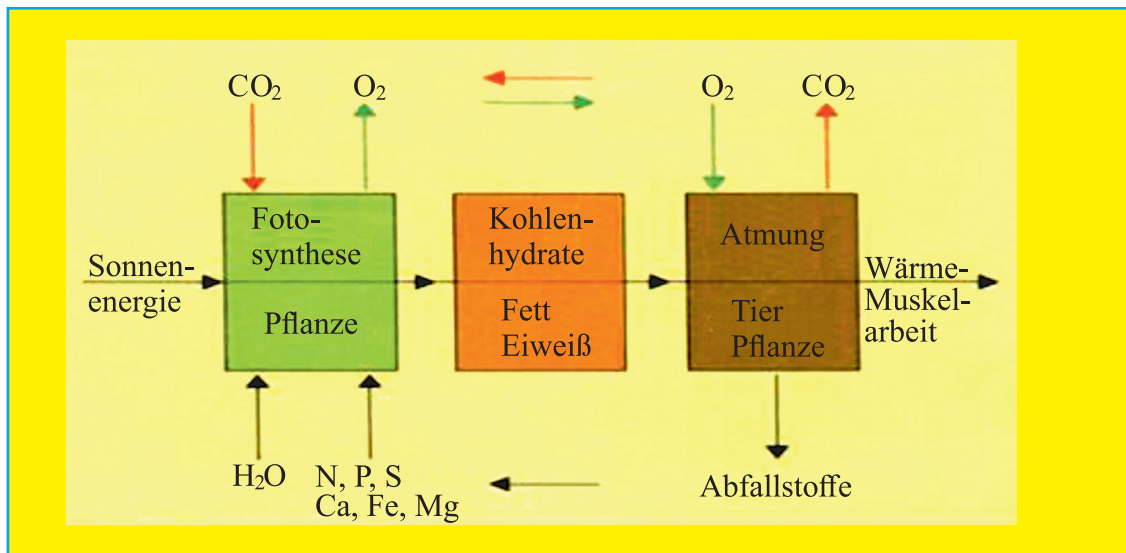 CO₂
O₂
O₂
CO₂
Foto-
synthese
Pflanze
Kohlen-
hydrate
Fett
Eiweiß
Atmung
Tier
Pflanze
Sonnen-
energie
Wärme-
Muskel-
arbeit
H₂O
N, P, S
Ca, Fe, Mg
Abfallstoffe